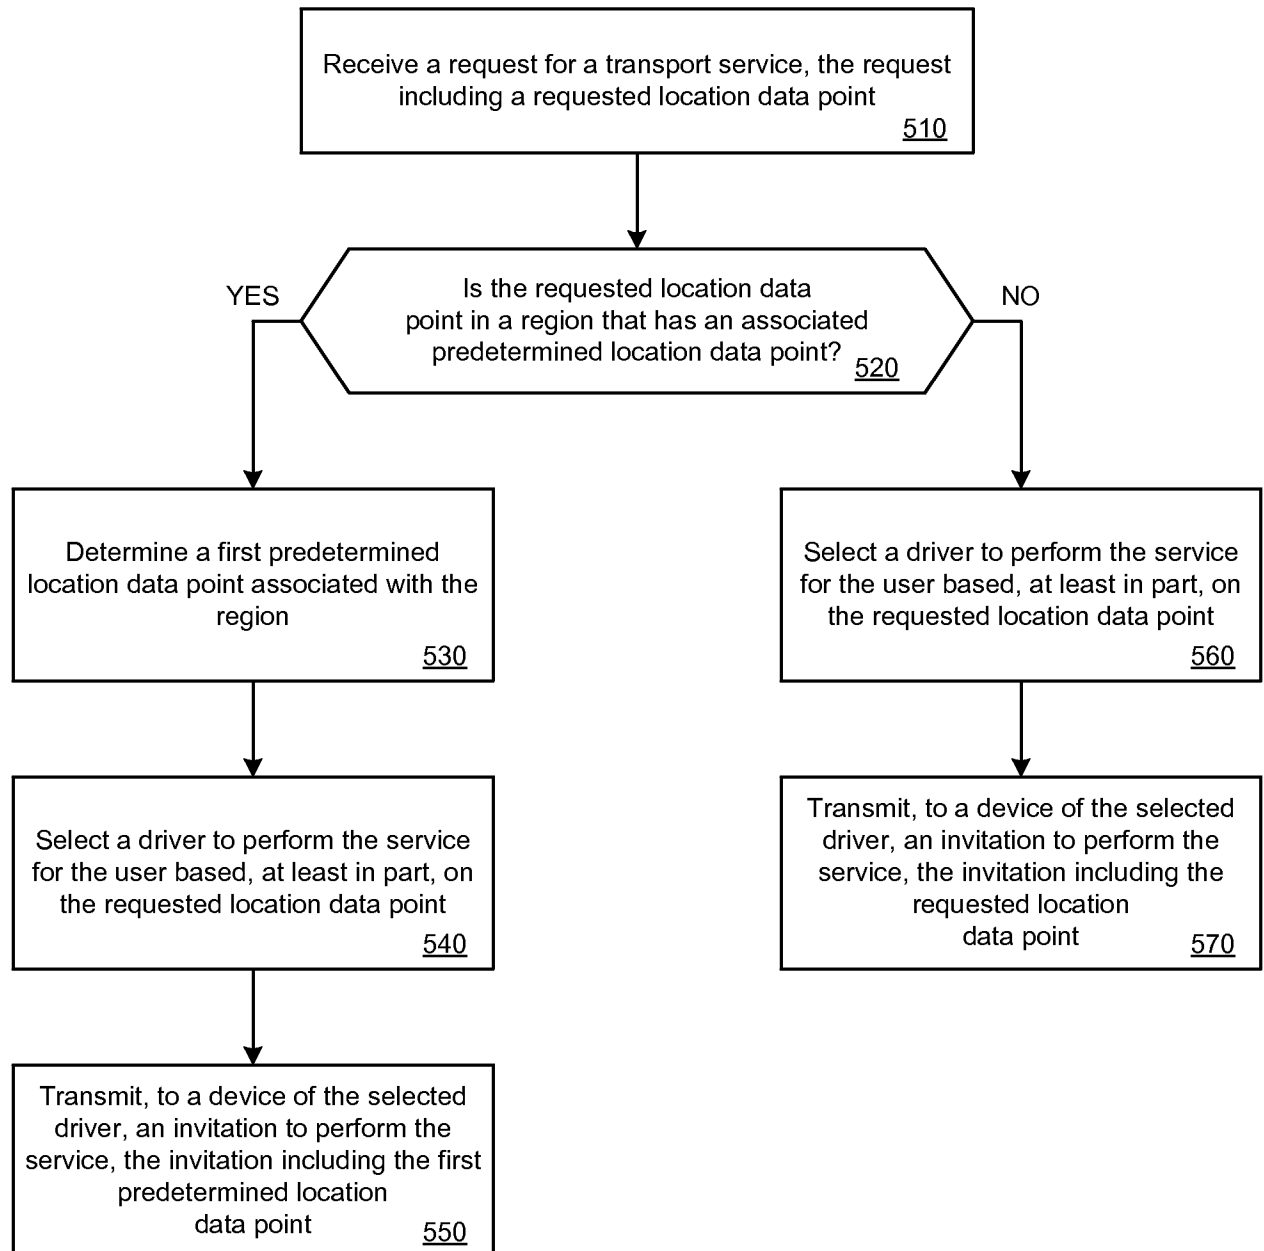 Receive a request for a transport service, the request
including a requested location data point
510
Is the requested location data
point in a region that has an associated
predetermined location data point?
520
YES
NO
Determine a first predetermined
location data point associated with the
region
530
Select a driver to perform the service
for the user based, at least in part, on
the requested location data point
540
Transmit, to a device of the selected
driver, an invitation to perform the
service, the invitation including the first
predetermined location
data point
550
Select a driver to perform the service
for the user based, at least in part, on
the requested location data point
560
Transmit, to a device of the selected
driver, an invitation to perform the
service, the invitation including the
requested location
data point
570